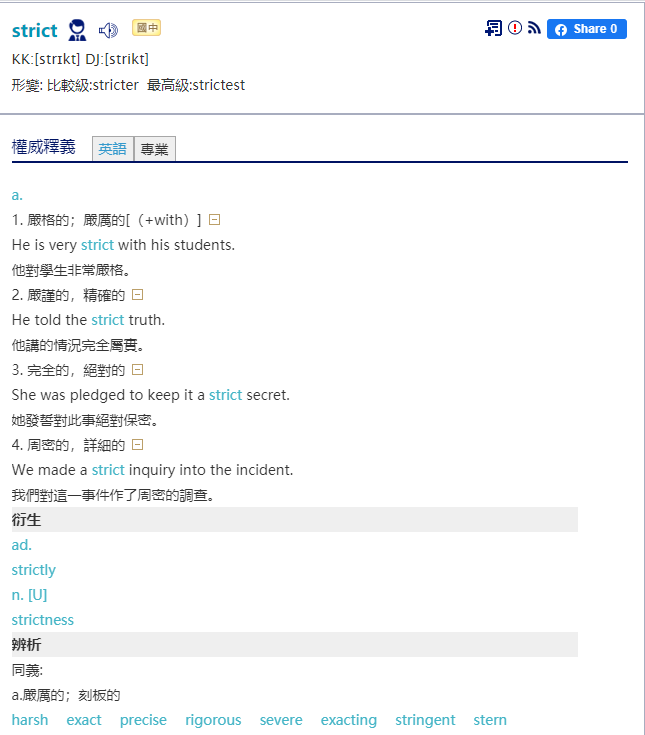 strict 國中 Share 0
KK:[strɪkt] DJ:[strikt]
形變: 比較級:stricter 最高級:strictest
權威釋義 英語 專業
a.
1. 嚴格的；嚴厲的[（+with）]
He is very strict with his students.
他對學生非常嚴格。
2. 嚴謹的，精確的
He told the strict truth.
他講的情況完全屬實。
3. 完全的，絕對的
She was pledged to keep it a strict secret.
她發誓對此事絕對保密。
4. 周密的，詳細的
We made a strict inquiry into the incident.
我們對這一事件作了周密的調查。
衍生
ad.
strictly
n. [U]
strictness
辨析
同義:
a.嚴厲的；刻板的
harsh exact precise rigorous severe exacting stringent stern